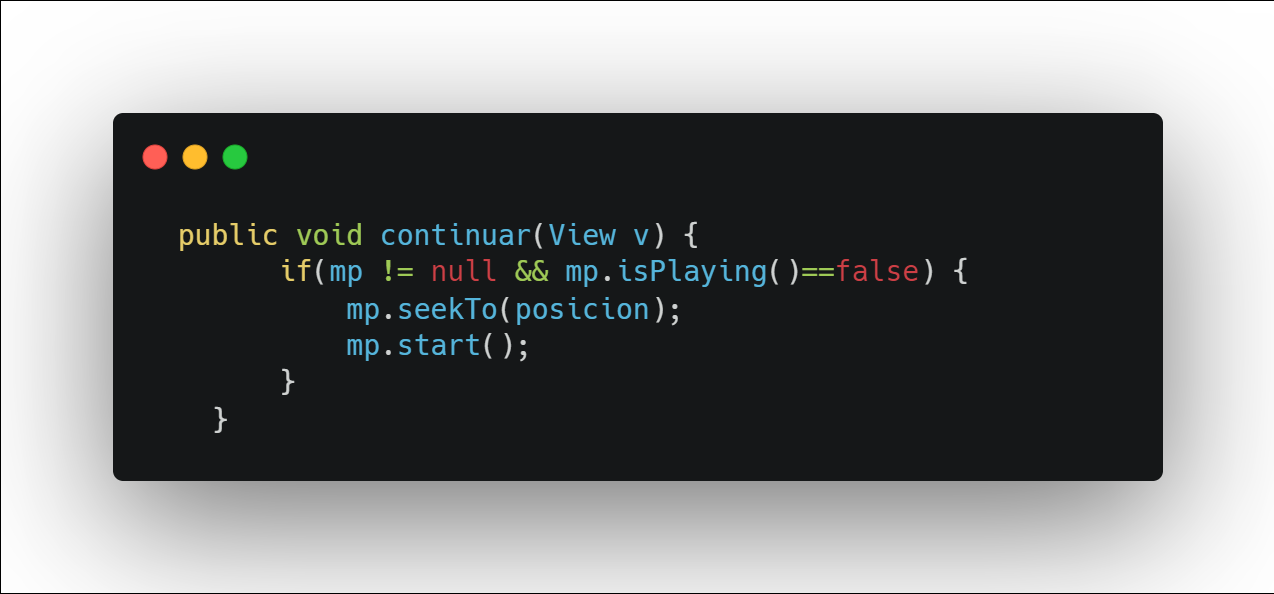 public void continuar(View v) {
      if(mp != null && mp.isPlaying()==false) {
          mp.seekTo(posicion);
          mp.start();
      }
  }